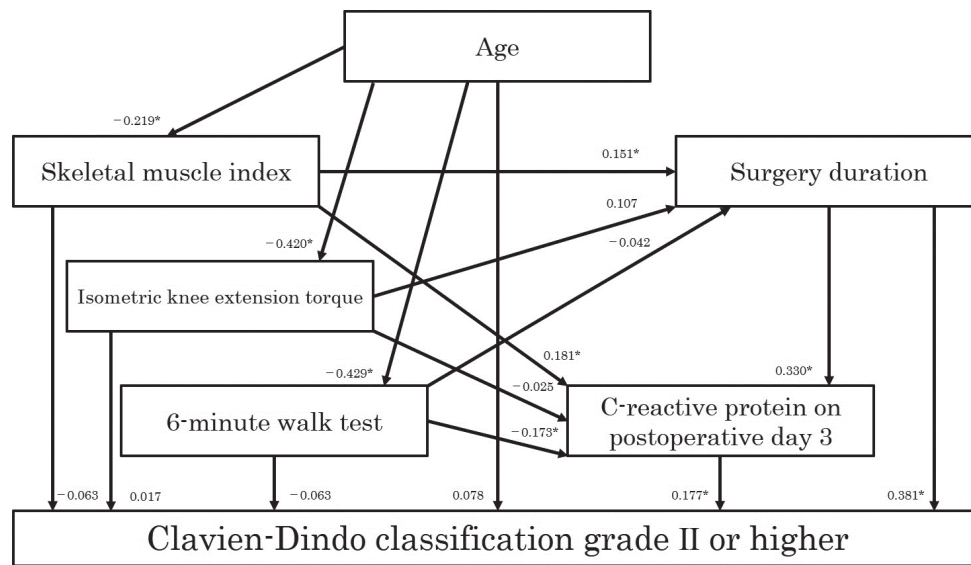 Age
−0.219*
Skeletal muscle index
0.151*
Surgery duration
0.107
−0.420*
−0.042
Isometric knee extension torque
0.181*
−0.429*
−0.025
0.330*
6-minute walk test
C-reactive protein on
postoperative day 3
−0.173*
−0.063
0.017
−0.063
0.078
0.177*
0.381*
Clavien-Dindo classification grade II or higher